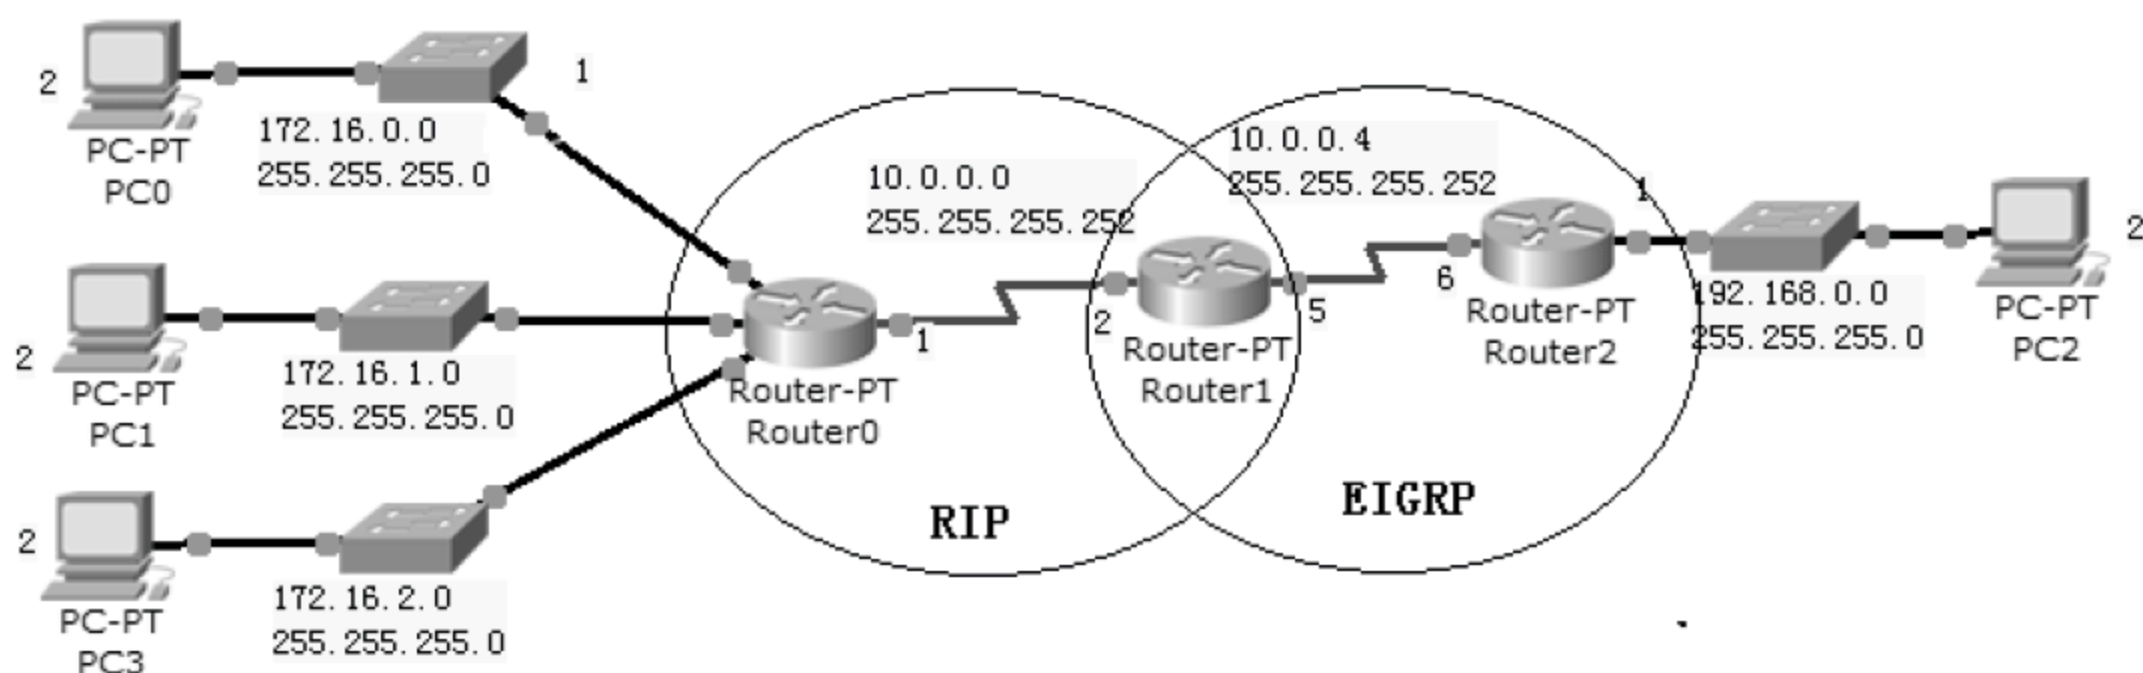 2
1
PC-PT
PC0
172.16.0.0
255.255.255.0
2
PC-PT
PC1
172.16.1.0
255.255.255.0
2
PC-PT
PC3
172.16.2.0
255.255.255.0
Router-PT
Router0
1
10.0.0.0
255.255.255.252
2
Router-PT
Router1
5
RIP
10.0.0.4
255.255.255.252
6
Router-PT
Router2
1
EIGRP
192.168.0.0
255.255.255.0
PC-PT
PC2
2